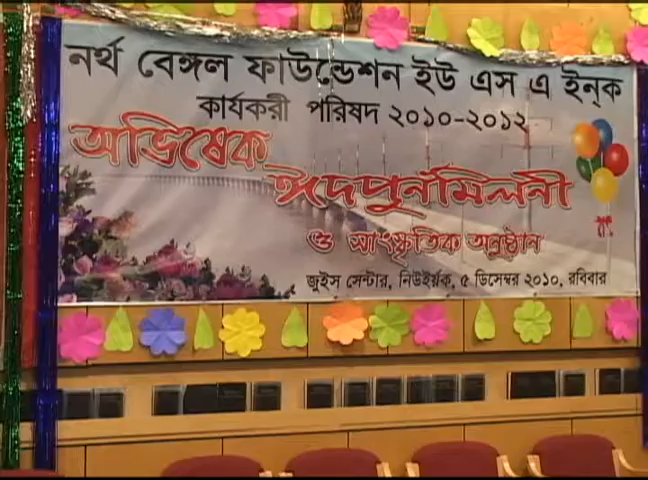 নর্থ বেঙ্গল ফাউন্ডেশন ইউ এস এ ইন্‌ক
কার্যকরী পরিষদ ২০১০-২০১২
অভিষেক
ঈদপুনর্মিলনী
ও সাংস্কৃতিক অনুষ্ঠান
জুইস সেন্টার, নিউইর্য়ক, ৫ ডিসেম্বর ২০১০, রবিবার